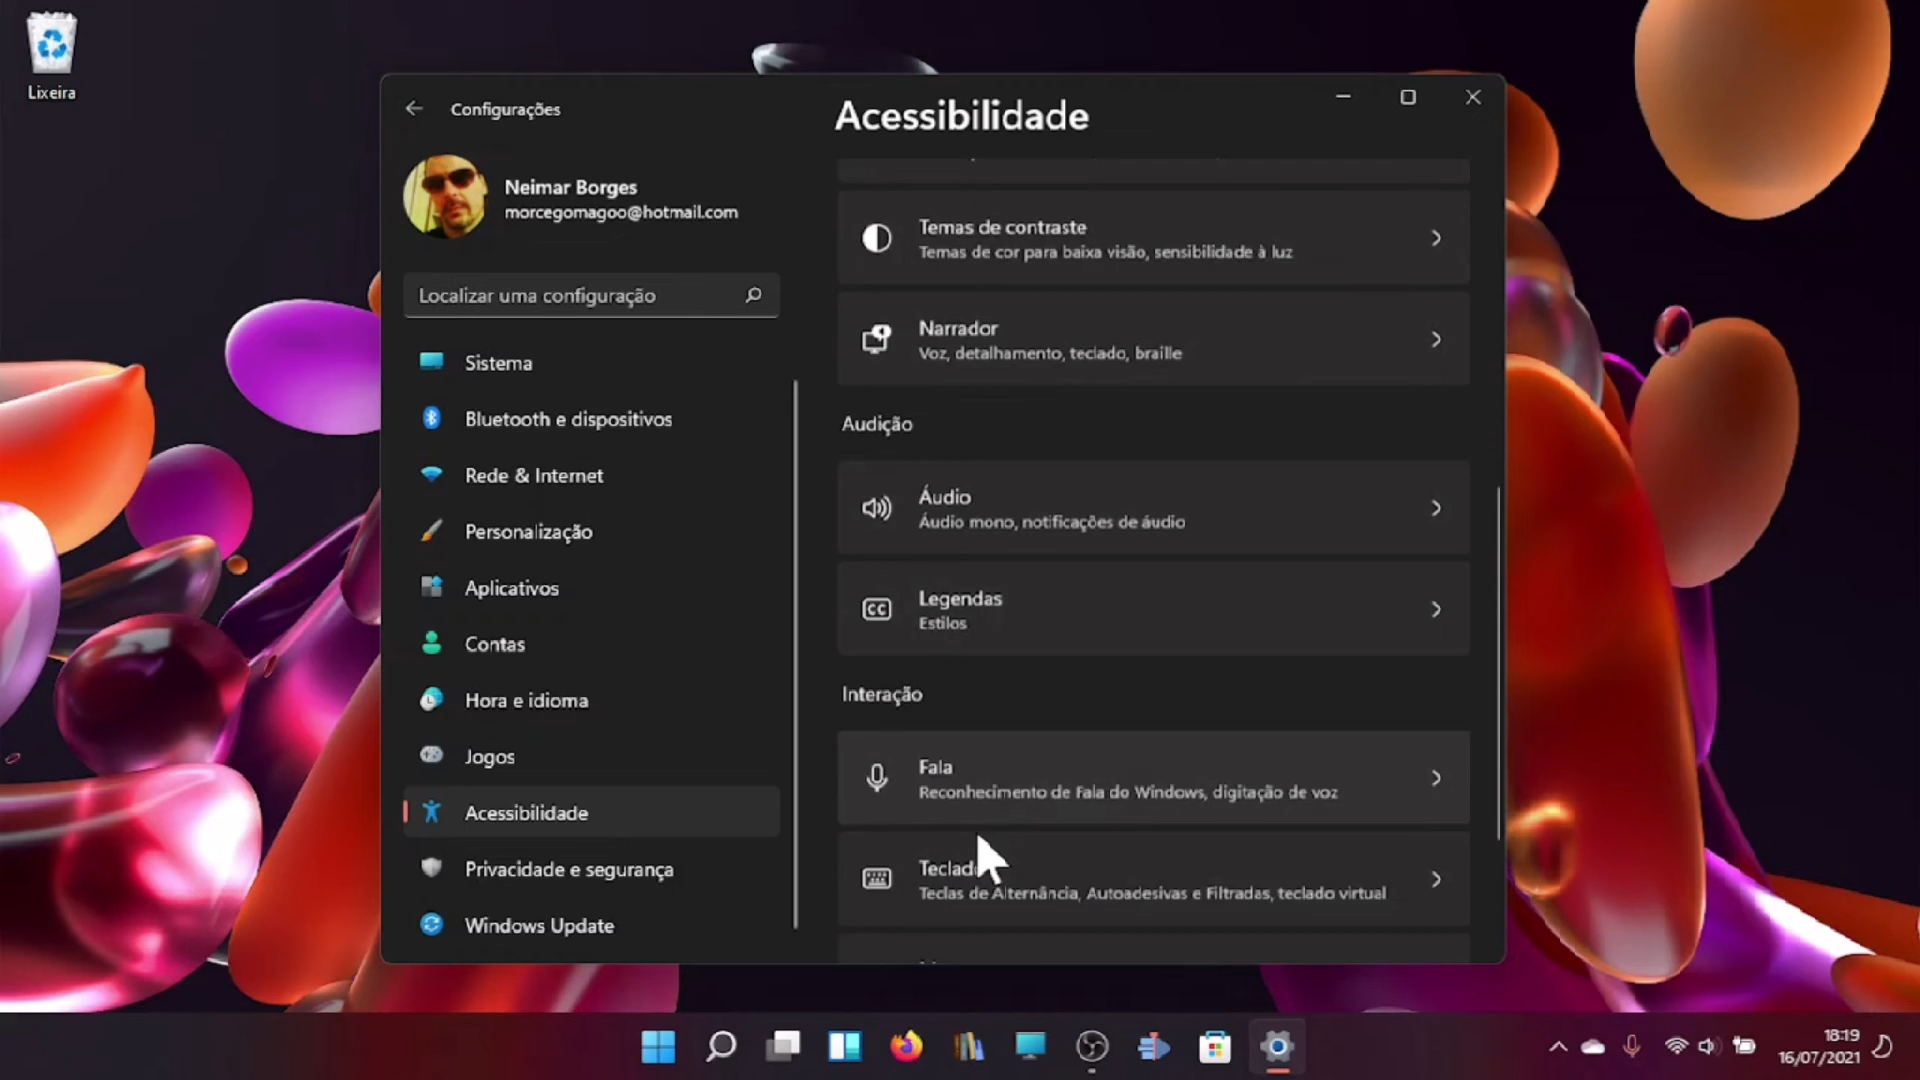 Lixeira
Configurações
Neimar Borges
morcegomagoo@hotmail.com
Localizar uma configuração
Sistema
Bluetooth e dispositivos
Rede & Internet
Personalização
Aplicativos
Contas
Hora e idioma
Jogos
Acessibilidade
Privacidade e segurança
Windows Update
Acessibilidade
Temas de contraste
Temas de cor para baixa visão, sensibilidade à luz
Narrador
Voz, detalhamento, teclado, braille
Audição
Áudio
Áudio mono, notificações de áudio
CC
Legendas
Estilos
Interação
Fala
Reconhecimento de Fala do Windows, digitação de voz
Teclado
Teclas de Alternância, Autoadesivas e Filtradas, teclado virtual
18:19
16/07/2021